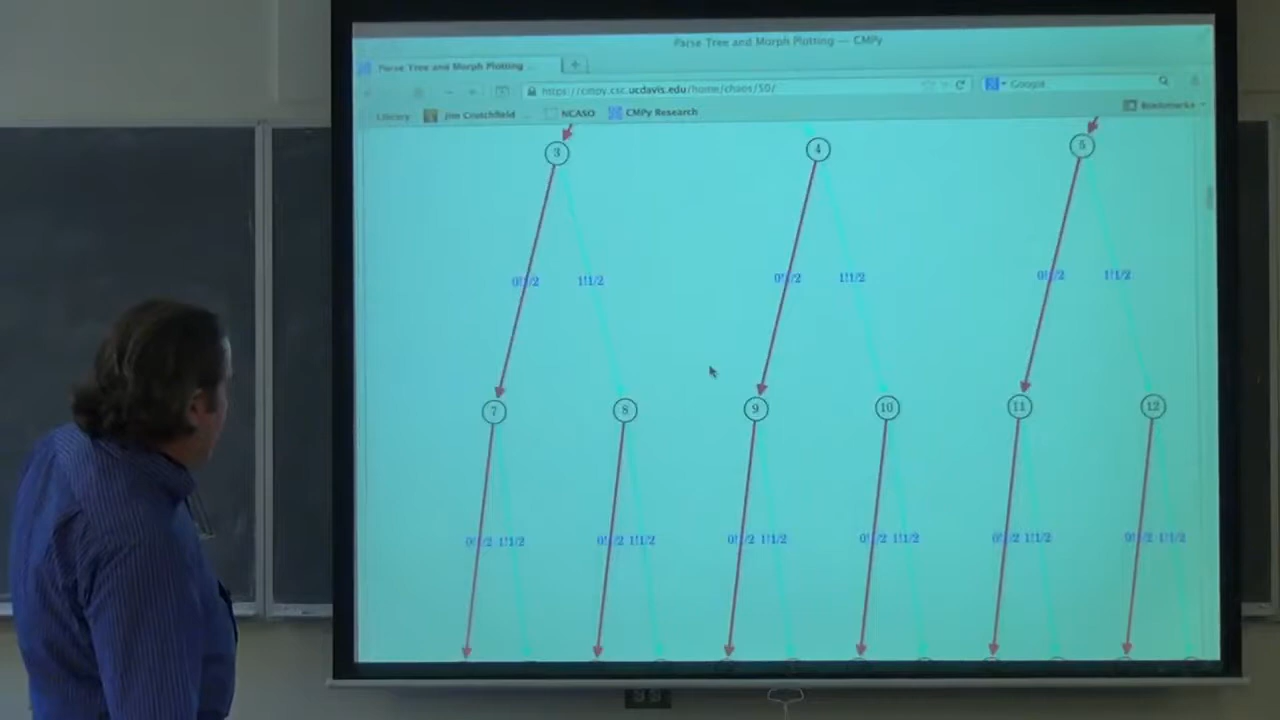 Parse Tree and Morph Plotting — CMPy
Parse Tree and Morph Plotting
https://cmpy.csc.ucdavis.edu/home/chaos/50/
Google
Library Jim Crutchfield NCASO CMPy Research Bookmarks
3 4 5
0|1/2 1|1/2 0|1/2 1|1/2 0|1/2 1|1/2
7 8 9 10 11 12
0|1/2 1|1/2 0|1/2 1|1/2 0|1/2 1|1/2 0|1/2 1|1/2 0|1/2 1|1/2 0|1/2 1|1/2